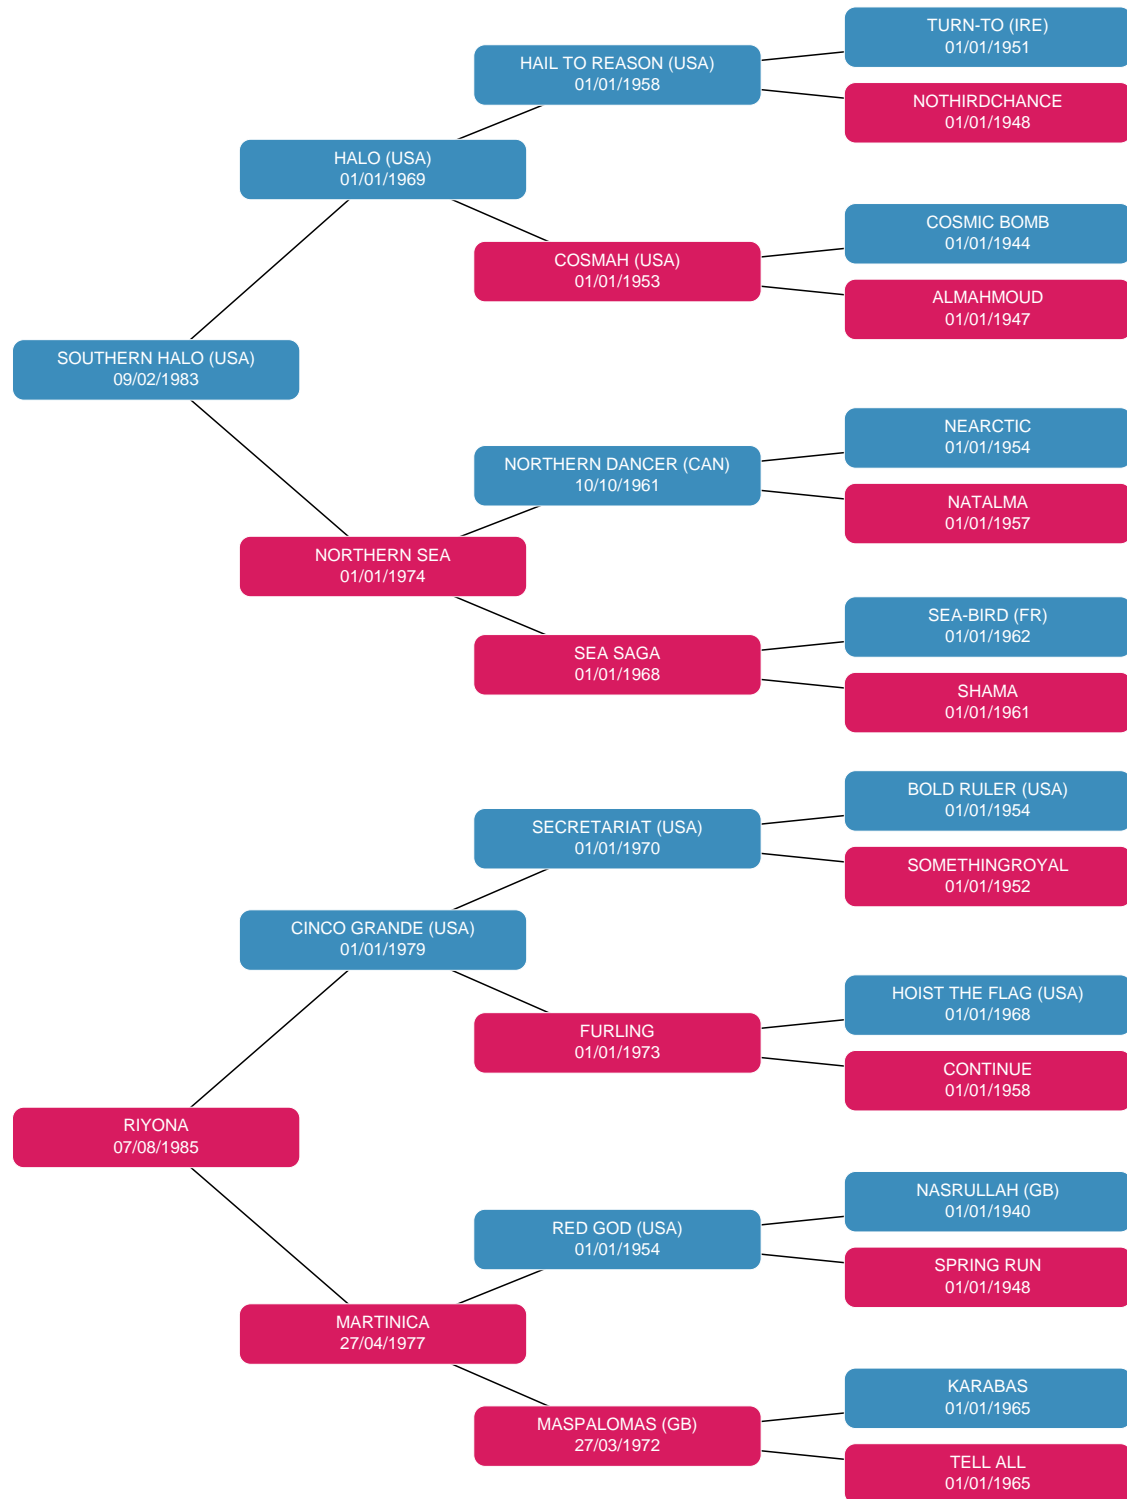 TURN-TO (IRE)
01/01/1951
HAIL TO REASON (USA)
01/01/1958
NOTHIRDCHANCE
01/01/1948
HALO (USA)
01/01/1969
COSMIC BOMB
01/01/1944
COSMAH (USA)
01/01/1953
ALMAHMOUD
01/01/1947
SOUTHERN HALO (USA)
09/02/1983
NEARCTIC
01/01/1954
NORTHERN DANCER (CAN)
10/10/1961
NATALMA
01/01/1957
NORTHERN SEA
01/01/1974
SEA-BIRD (FR)
01/01/1962
SEA SAGA
01/01/1968
SHAMA
01/01/1961
BOLD RULER (USA)
01/01/1954
SECRETARIAT (USA)
01/01/1970
SOMETHINGROYAL
01/01/1952
CINCO GRANDE (USA)
01/01/1979
HOIST THE FLAG (USA)
01/01/1968
FURLING
01/01/1973
CONTINUE
01/01/1958
RIYONA
07/08/1985
NASRULLAH (GB)
01/01/1940
RED GOD (USA)
01/01/1954
SPRING RUN
01/01/1948
MARTINICA
27/04/1977
KARABAS
01/01/1965
MASPALOMAS (GB)
27/03/1972
TELL ALL
01/01/1965